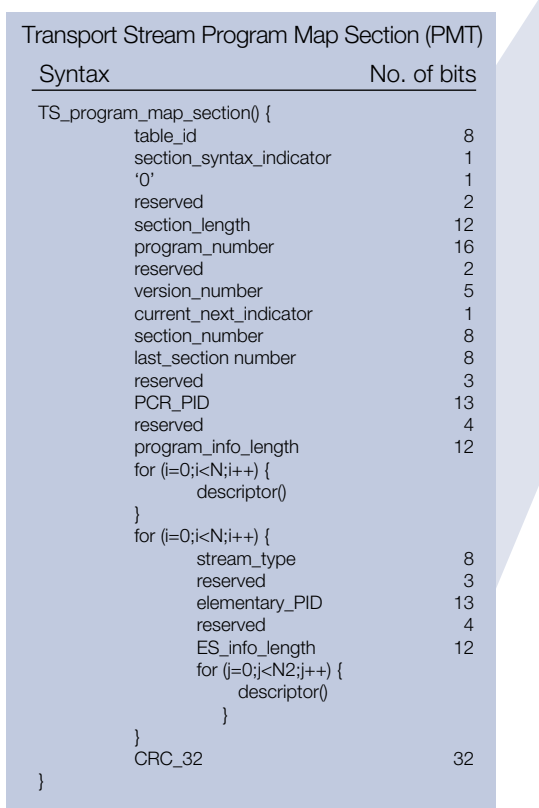 Transport Stream Program Map Section (PMT)
Syntax No. of bits
TS_program_map_section() {
table_id 8
section_syntax_indicator 1
‘0’ 1
reserved 2
section_length 12
program_number 16
reserved 2
version_number 5
current_next_indicator 1
section_number 8
last_section number 8
reserved 3
PCR_PID 13
reserved 4
program_info_length 12
for (i=0;i<N;i++) {
descriptor()
}
for (i=0;i<N;i++) {
stream_type 8
reserved 3
elementary_PID 13
reserved 4
ES_info_length 12
for (j=0;j<N2;j++) {
descriptor()
}
}
CRC_32 32
}